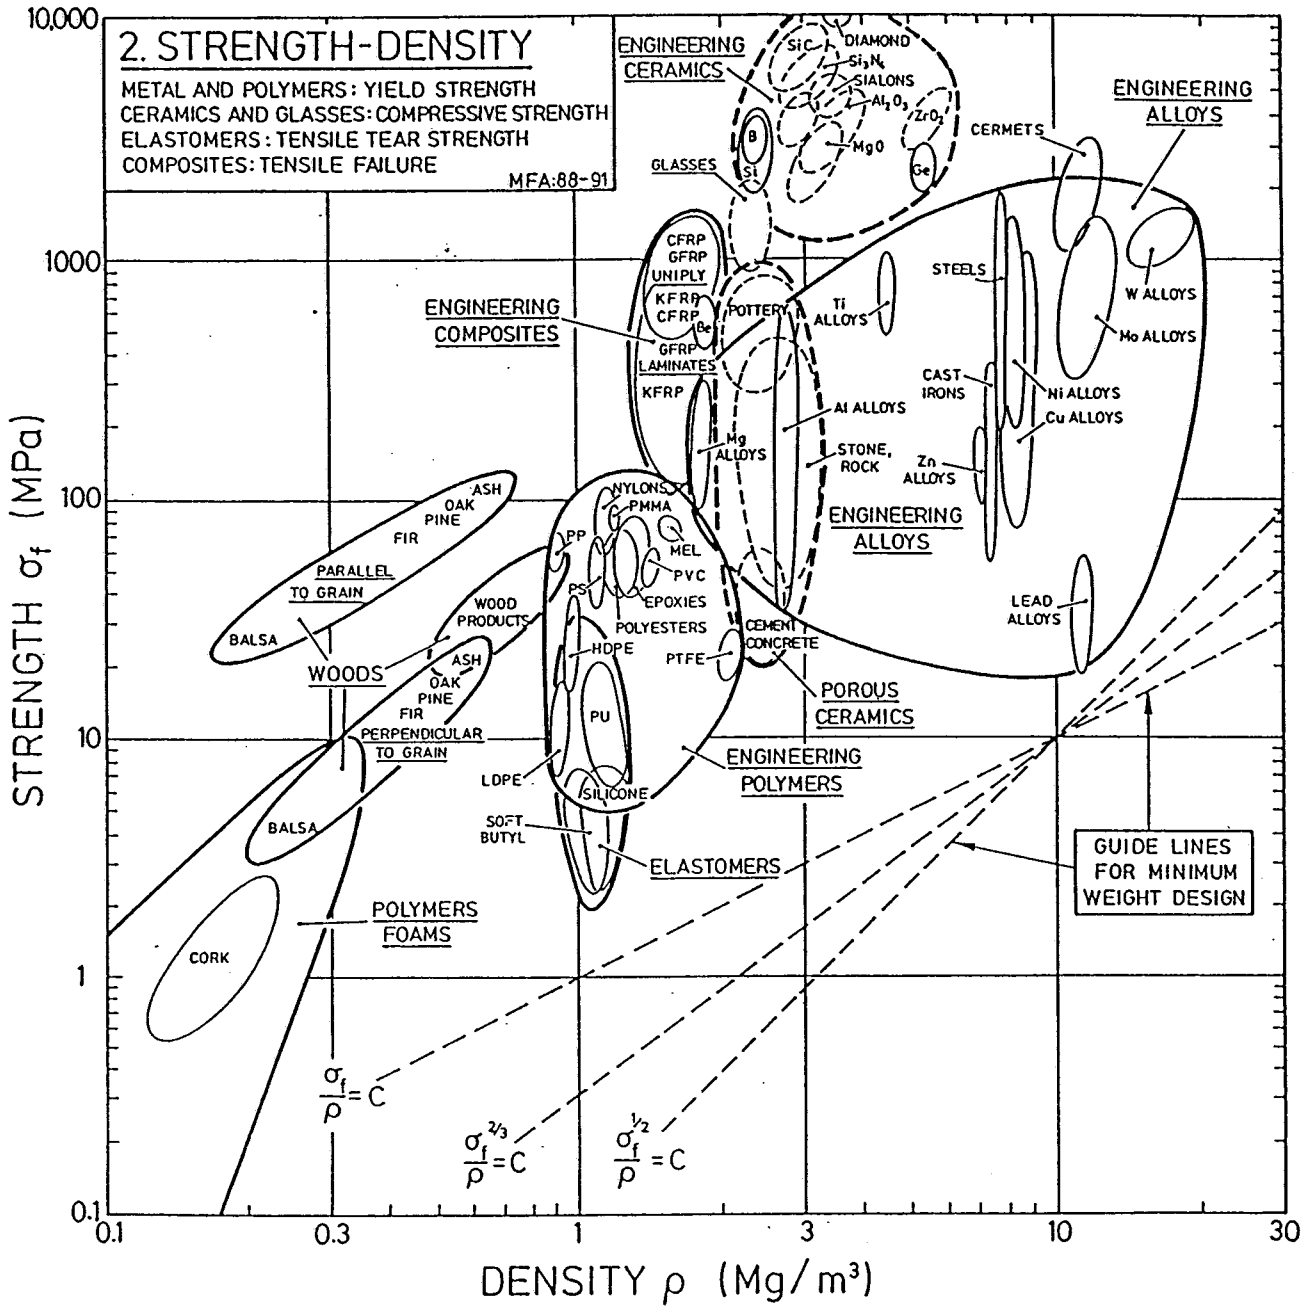 10,000
1000
100
10
1
0.1
STRENGTH σf (MPa)
2. STRENGTH-DENSITY
METAL AND POLYMERS: YIELD STRENGTH
CERAMICS AND GLASSES: COMPRESSIVE STRENGTH
ELASTOMERS: TENSILE TEAR STRENGTH
COMPOSITES: TENSILE FAILURE
MFA:88-91
ENGINEERING
CERAMICS
SiC
DIAMOND
Si3N4
SIALONS
Al2O3
ZrO2
MgO
B
Si
Ge
GLASSES
CERMETS
ENGINEERING
ALLOYS
CFRP
GFRP
UNIPLY
KFRP
CFRP
Be
GFRP
LAMINATES
KFRP
ENGINEERING
COMPOSITES
POTTERY
Ti
ALLOYS
STEELS
W ALLOYS
Mo ALLOYS
CAST
IRONS
Ni ALLOYS
Cu ALLOYS
Al ALLOYS
Mg
ALLOYS
STONE,
ROCK
Zn
ALLOYS
ENGINEERING
ALLOYS
LEAD
ALLOYS
ASH
OAK
PINE
FIR
PARALLEL
TO GRAIN
BALSA
WOODS
WOOD
PRODUCTS
ASH
OAK
PINE
FIR
PERPENDICULAR
TO GRAIN
BALSA
NYLONS
PMMA
PP
MEL
PS
PVC
EPOXIES
POLYESTERS
HDPE
PTFE
CEMENT
CONCRETE
POROUS
CERAMICS
PU
LDPE
ENGINEERING
POLYMERS
SILICONE
SOFT
BUTYL
ELASTOMERS
POLYMERS
FOAMS
CORK
GUIDE LINES
FOR MINIMUM
WEIGHT DESIGN
σf/ρ=C
σf^2/3/ρ=C
σf^1/2/ρ=C
0.1
0.3
1
3
10
30
DENSITY ρ (Mg/m³)